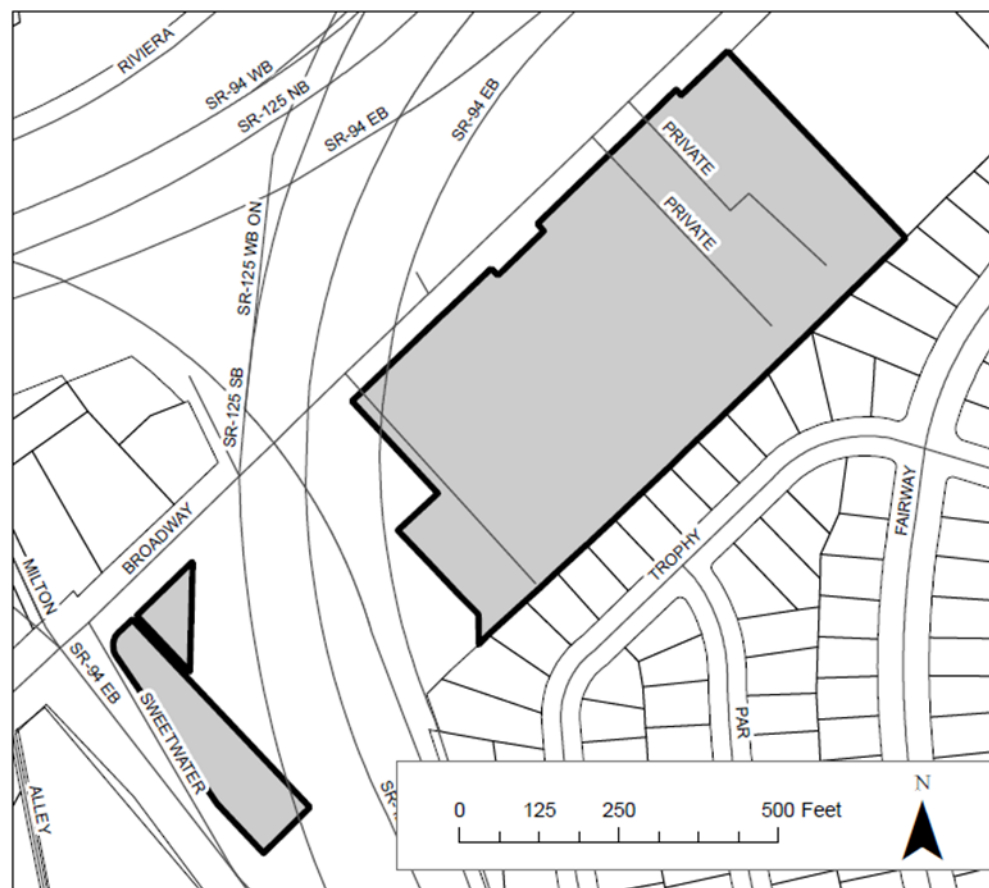 RIVIERA
SR-94 WB
SR-125 NB
SR-94 EB
SR-94 EB
PRIVATE
PRIVATE
SR-125 WB ON
SR-125 SB
BROADWAY
MILTON
SR-94 EB
SWEETWATER
ALLEY
TROPHY
FAIRWAY
PAR
0 125 250 500 Feet
N